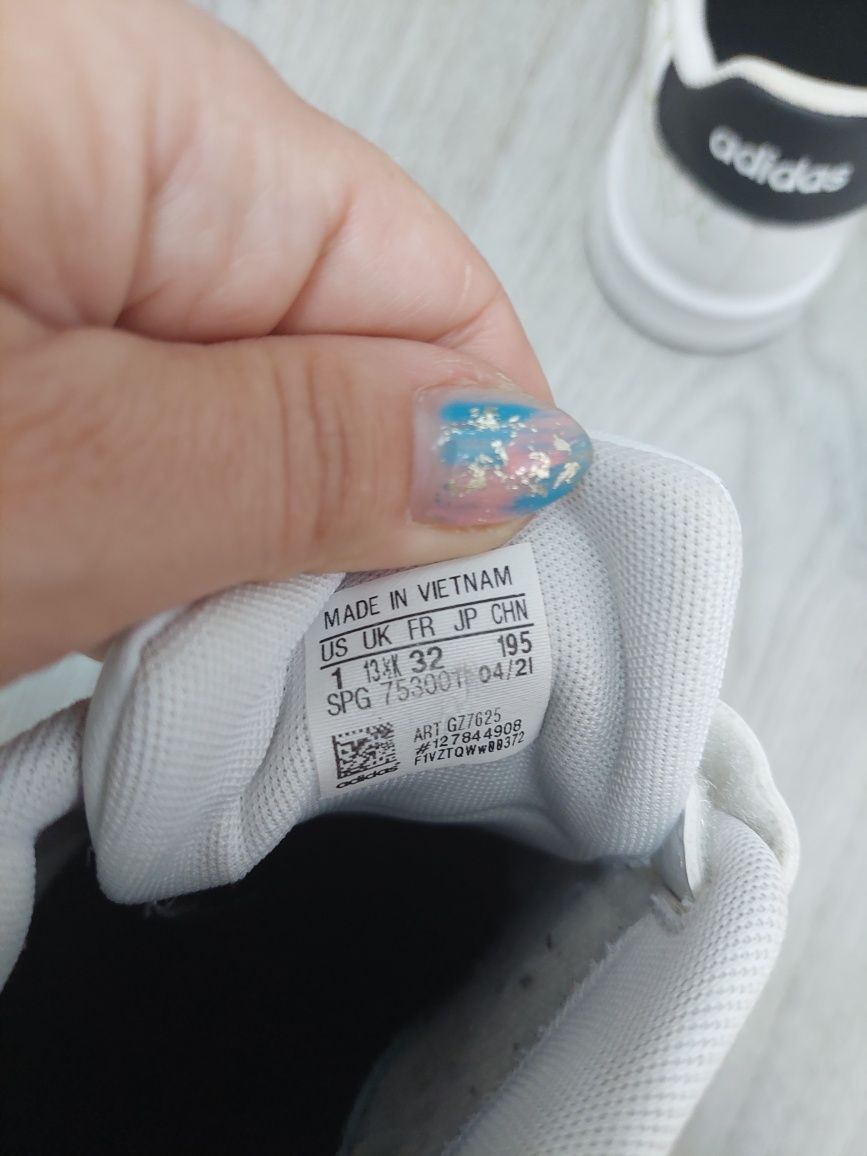 adidas
MADE IN VIETNAM
US UK FR JP CHN
1 13½K 32 195
SPG 753001 04/21
ART GZ7625
#127844908
F1VZTQWw00372
adidas